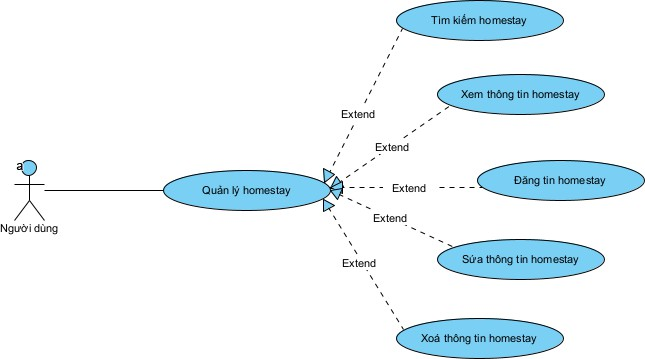 Tìm kiếm homestay
Extend
Xem thông tin homestay
Extend
a
Quản lý homestay
Extend
Đăng tin homestay
Người dùng
Extend
Sửa thông tin homestay
Extend
Xoá thông tin homestay